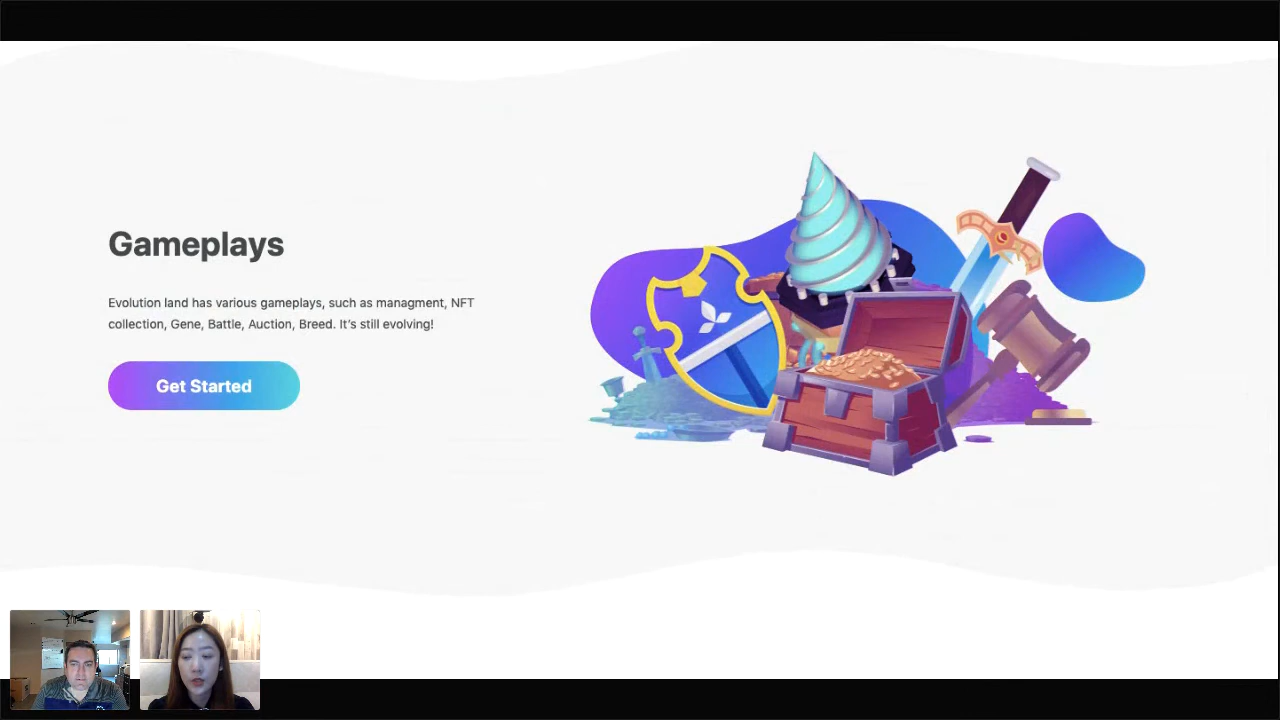 Gameplays
Evolution land has various gameplays, such as managment, NFT
collection, Gene, Battle, Auction, Breed. It's still evolving!
Get Started